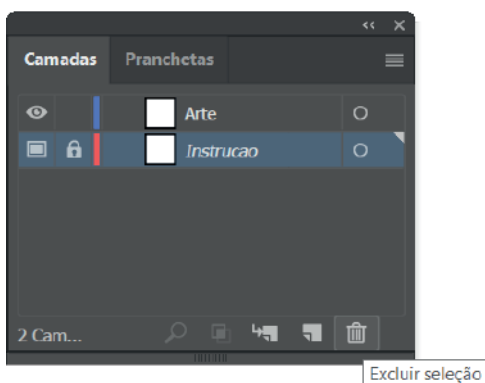 Camadas Pranchetas
Arte
Instrucao
2 Cam...
Excluir seleção